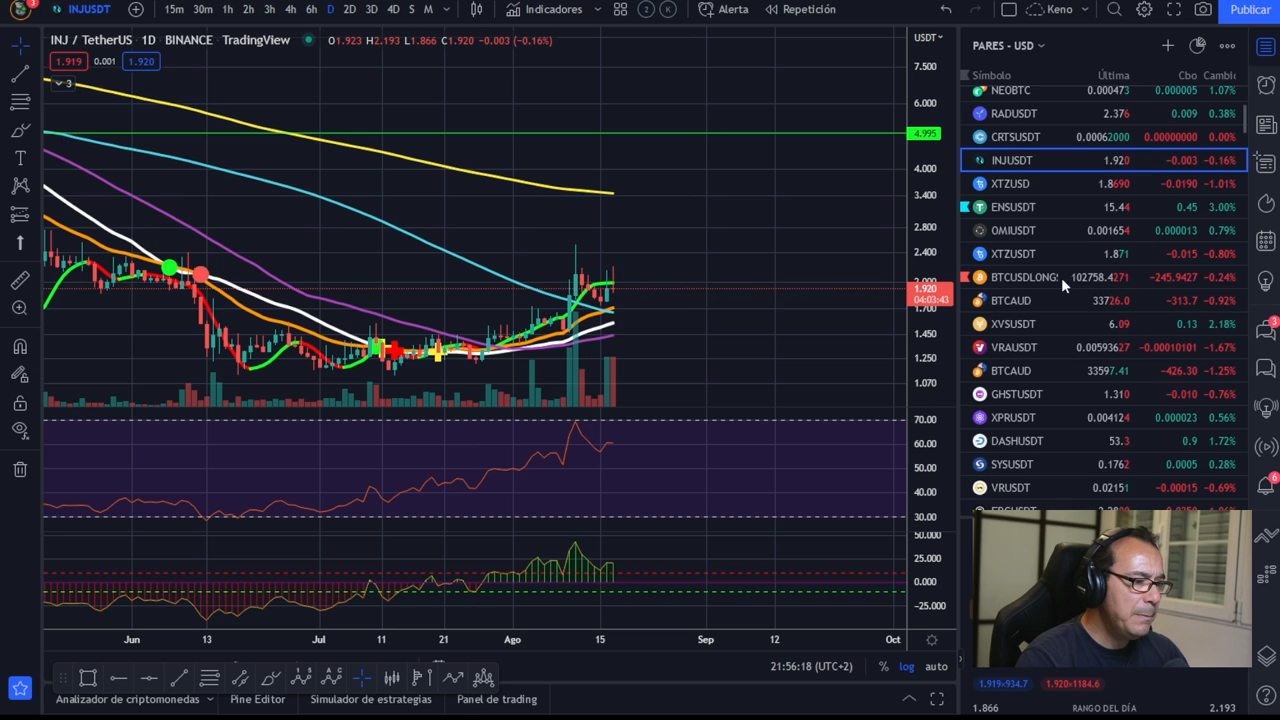 3 INJUSDT 15m 30m 1h 2h 3h 4h 6h D 2D 3D 4D 5D S M Indicadores 2 K Alerta Repetición Keno Publicar
INJ / TetherUS · 1D · BINANCE · TradingView O1.923 H2.193 L1.866 C1.920 -0.003 (-0.16%)
1.919 0.001 1.920
3
USDT
7.500
6.000
4.995
4.000
3.400
2.800
2.400
1.920
04:03:43
1.700
1.450
1.250
1.070
70.00
60.00
50.00
40.00
30.00
50.000
25.000
0.000
-25.000
Jun 13 Jul 11 21 Ago 15 Sep 12 Oct
21:56:18 (UTC+2) % log auto
Analizador de criptomonedas Pine Editor Simulador de estrategias Panel de trading
PARES - USD
Símbolo Última Cbo Cambi
NEOBTC 0.000473 0.000005 1.07%
RADUSDT 2.376 0.009 0.38%
CRTSUSDT 0.00062000 0.00000000 0.00%
INJUSDT 1.920 -0.003 -0.16%
XTZUSD 1.8690 -0.0190 -1.01%
ENSUSDT 15.44 0.45 3.00%
OMIUSDT 0.001654 0.000013 0.79%
XTZUSDT 1.871 -0.015 -0.80%
BTCUSDLONGS 102758.4271 -245.9427 -0.24%
BTCAUD 33726.0 -313.7 -0.92%
XVSUSDT 6.09 0.13 2.18%
VRAUSDT 0.00593627 -0.00010101 -1.67%
BTCAUD 33597.41 -426.30 -1.25%
GHSTUSDT 1.310 -0.010 -0.76%
XPRUSDT 0.004124 0.000023 0.56%
DASHUSDT 53.3 0.9 1.72%
SYSUSDT 0.1762 0.0005 0.28%
VRUSDT 0.02151 -0.00015 -0.69%
3
6
1.919×934.7 1.920×1184.6
1.866 RANGO DEL DÍA 2.193